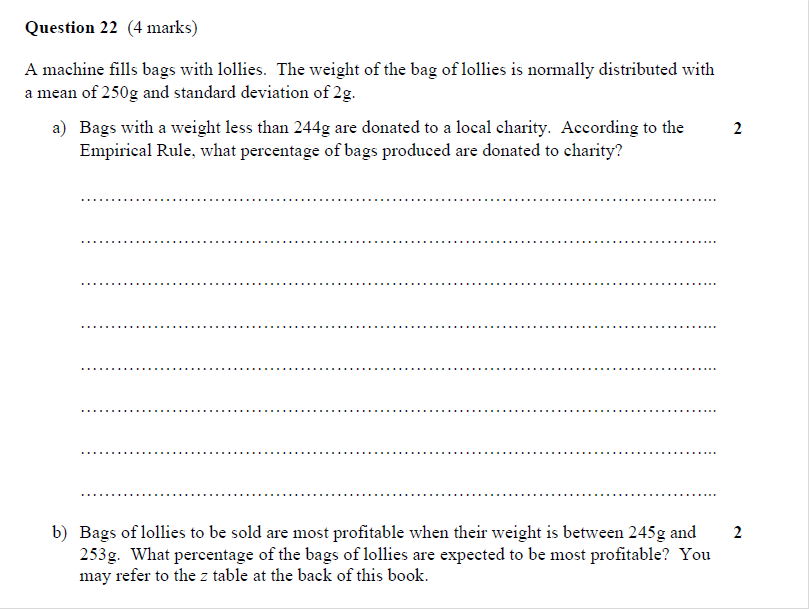 Question 22 (4 marks)
A machine fills bags with lollies. The weight of the bag of lollies is normally distributed with
a mean of 250g and standard deviation of 2g.
a) Bags with a weight less than 244g are donated to a local charity. According to the 2
Empirical Rule, what percentage of bags produced are donated to charity?
b) Bags of lollies to be sold are most profitable when their weight is between 245g and 2
253g. What percentage of the bags of lollies are expected to be most profitable? You
may refer to the z table at the back of this book.